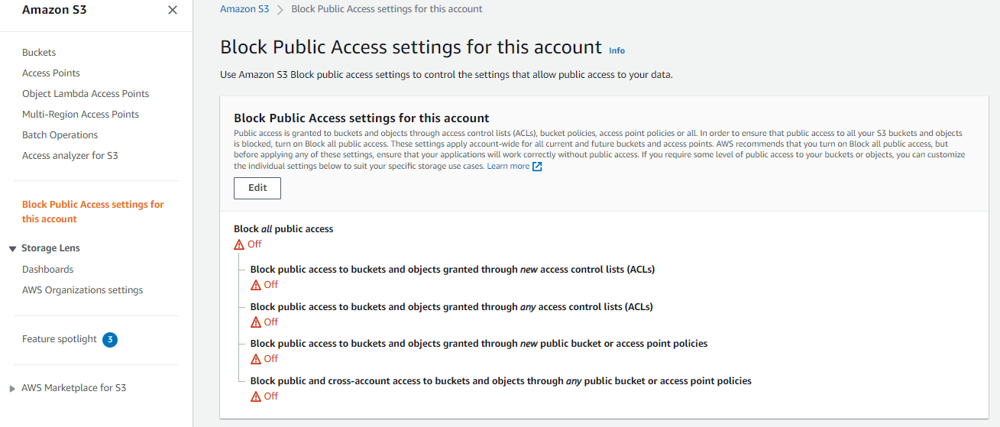 Amazon S3
Buckets
Access Points
Object Lambda Access Points
Multi-Region Access Points
Batch Operations
Access analyzer for S3
Block Public Access settings for
this account
Storage Lens
Dashboards
AWS Organizations settings
Feature spotlight 3
AWS Marketplace for S3
Amazon S3 > Block Public Access settings for this account
Block Public Access settings for this account Info
Use Amazon S3 Block public access settings to control the settings that allow public access to your data.
Block Public Access settings for this account
Public access is granted to buckets and objects through access control lists (ACLs), bucket policies, access point policies or all. In order to ensure that public access to all your S3 buckets and objects
is blocked, turn on Block all public access. These settings apply account-wide for all current and future buckets and access points. AWS recommends that you turn on Block all public access, but
before applying any of these settings, ensure that your applications will work correctly without public access. If you require some level of public access to your buckets or objects, you can customize
the individual settings below to suit your specific storage use cases. Learn more
Edit
Block all public access
Off
Block public access to buckets and objects granted through new access control lists (ACLs)
Off
Block public access to buckets and objects granted through any access control lists (ACLs)
Off
Block public access to buckets and objects granted through new public bucket or access point policies
Off
Block public and cross-account access to buckets and objects through any public bucket or access point policies
Off